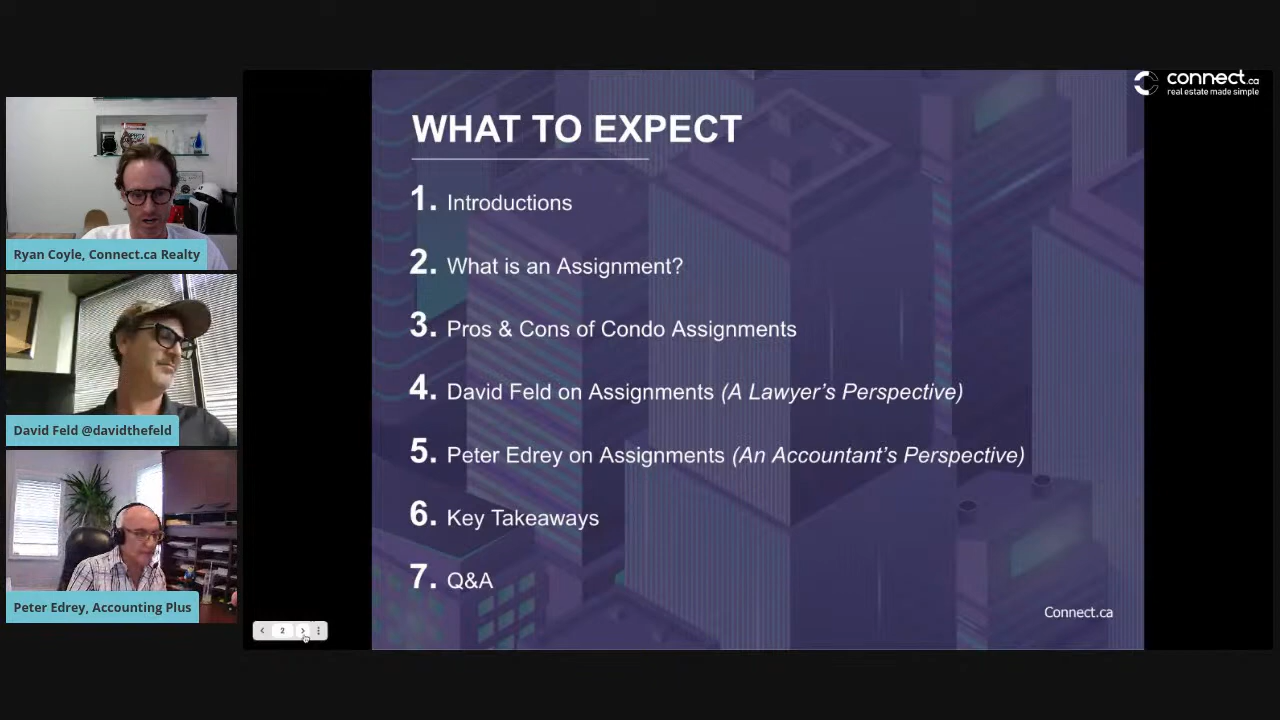 connect.ca
real estate made simple
WHAT TO EXPECT
1. Introductions
2. What is an Assignment?
3. Pros & Cons of Condo Assignments
4. David Feld on Assignments (A Lawyer's Perspective)
5. Peter Edrey on Assignments (An Accountant's Perspective)
6. Key Takeaways
7. Q&A
Connect.ca
2
Ryan Coyle, Connect.ca Realty
David Feld @davidthefeld
Peter Edrey, Accounting Plus